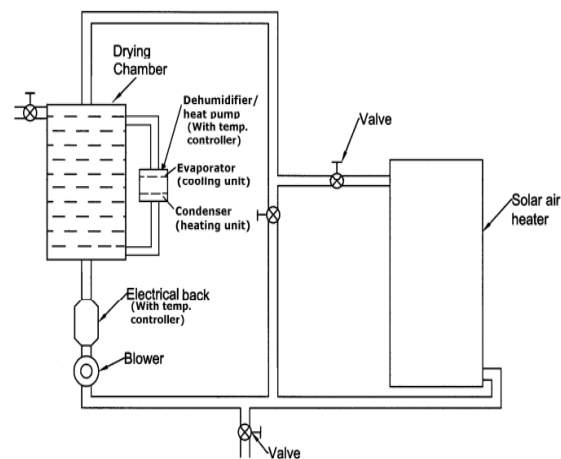 Drying
Chamber
Dehumidifier/
heat pump
(With temp.
controller)
Evaporator
(cooling unit)
Condenser
(heating unit)
Valve
Solar air
heater
Electrical back
(With temp.
controller)
Blower
Valve